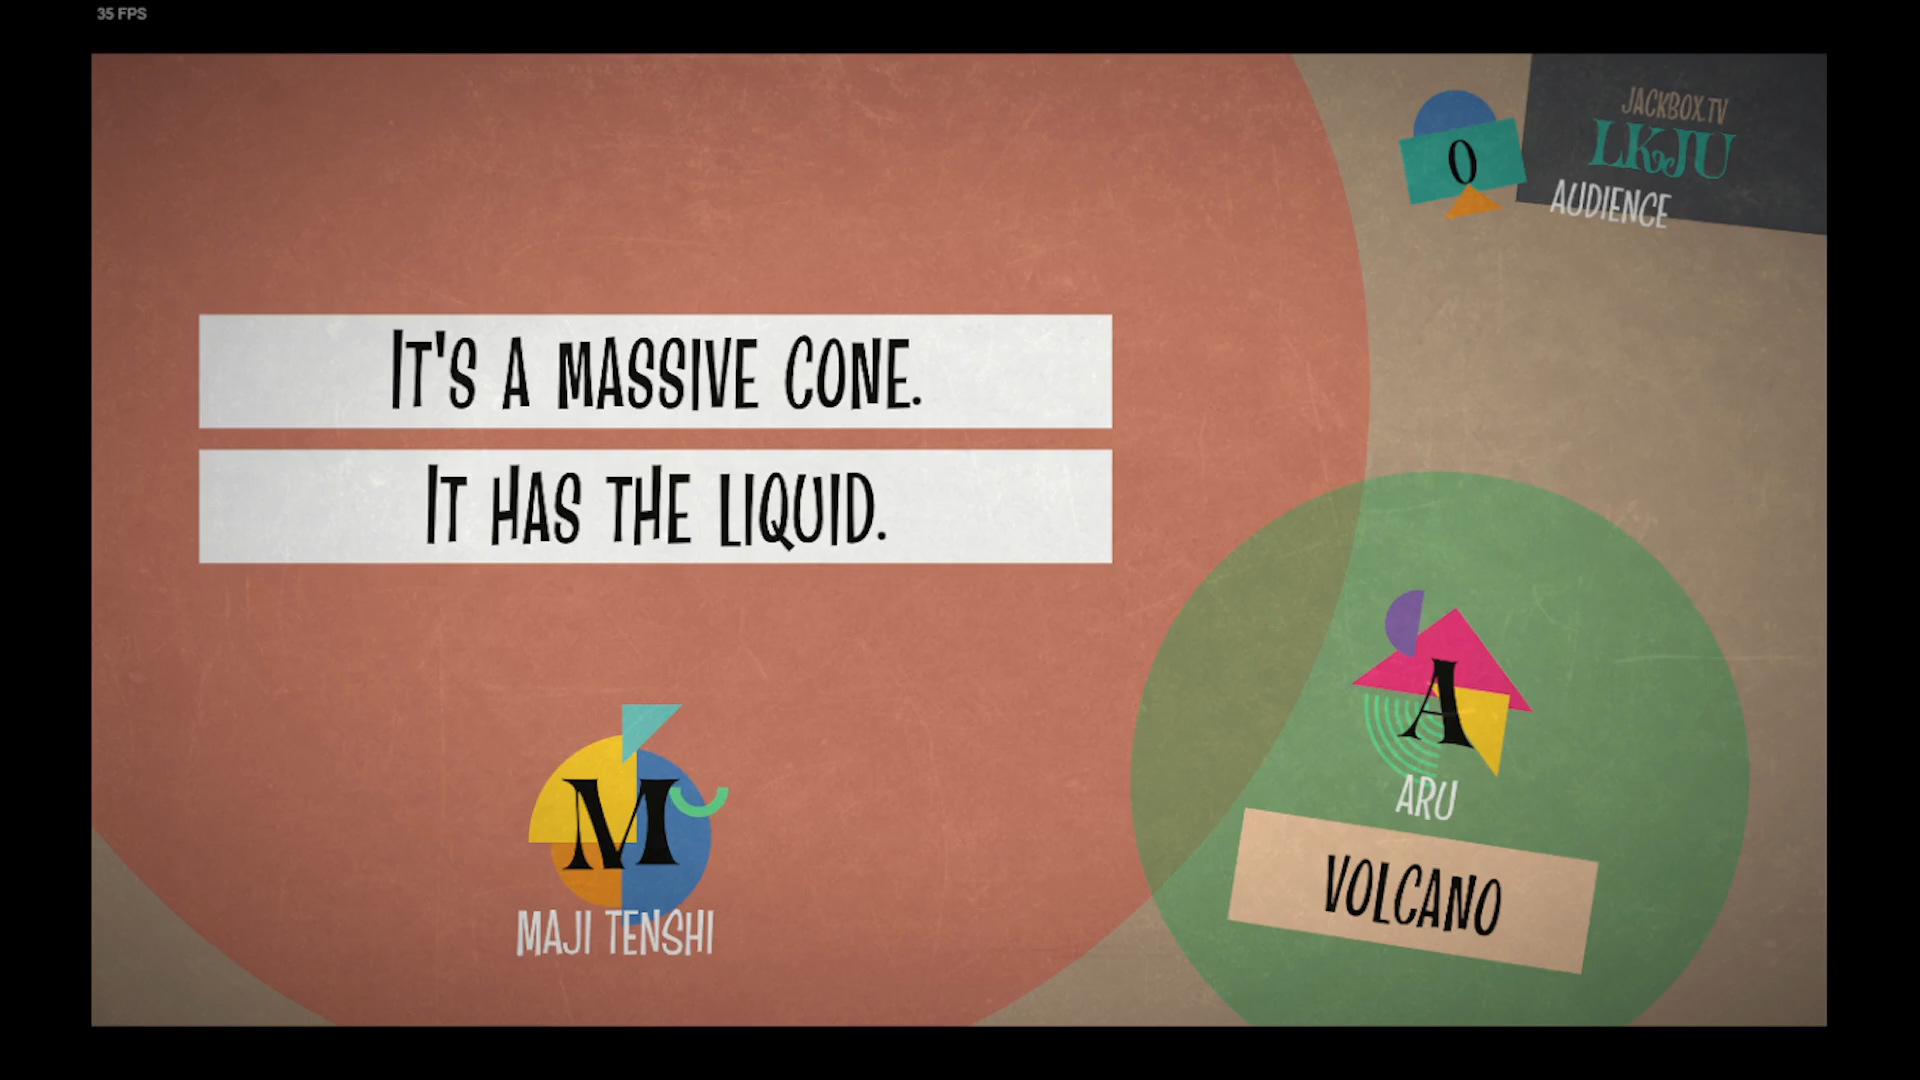 35 FPS
JACKBOX.TV
LKJU
0
AUDIENCE
IT'S A MASSIVE CONE.
IT HAS THE LIQUID.
M
MAJI TENSHI
A
ARU
VOLCANO